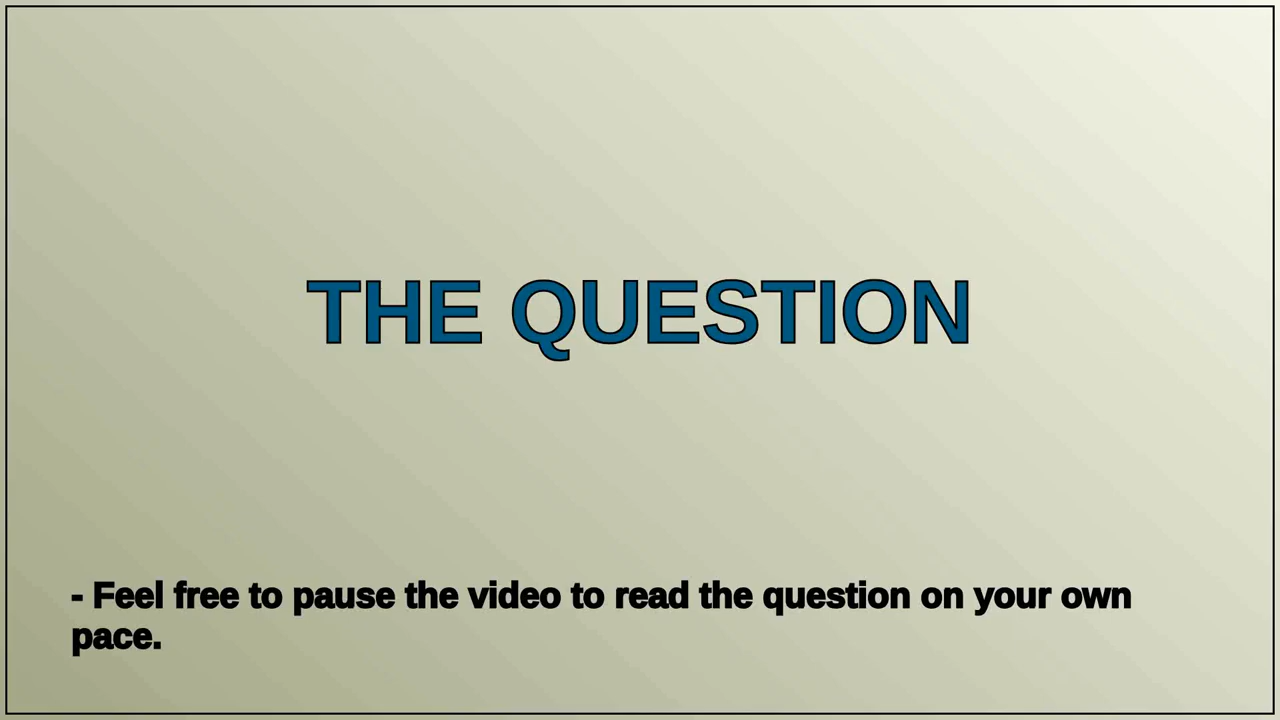 THE QUESTION
- Feel free to pause the video to read the question on your own
pace.